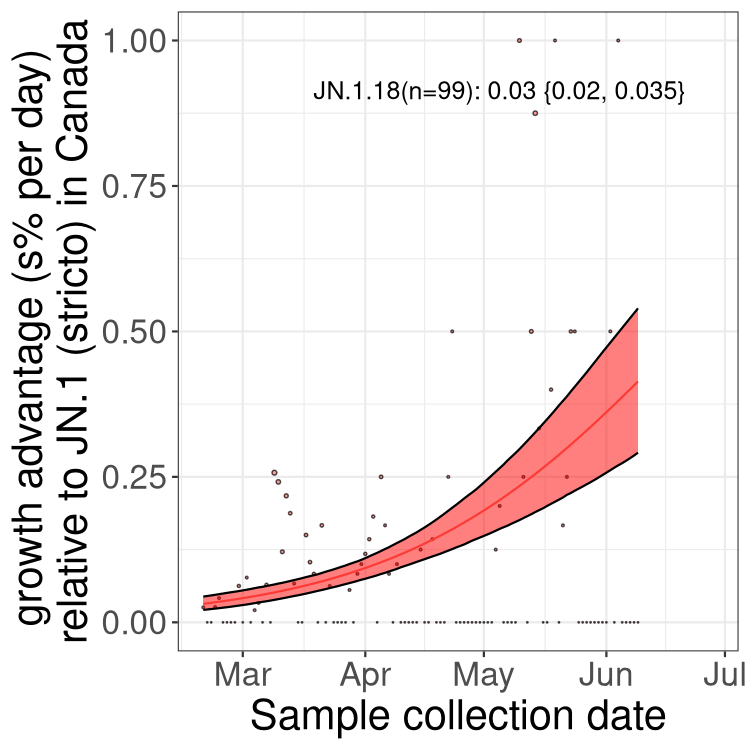 growth advantage (s% per day)
relative to JN.1 (stricto) in Canada
1.00
0.75
0.50
0.25
0.00
JN.1.18(n=99): 0.03 {0.02, 0.035}
Mar Apr May Jun Jul
Sample collection date